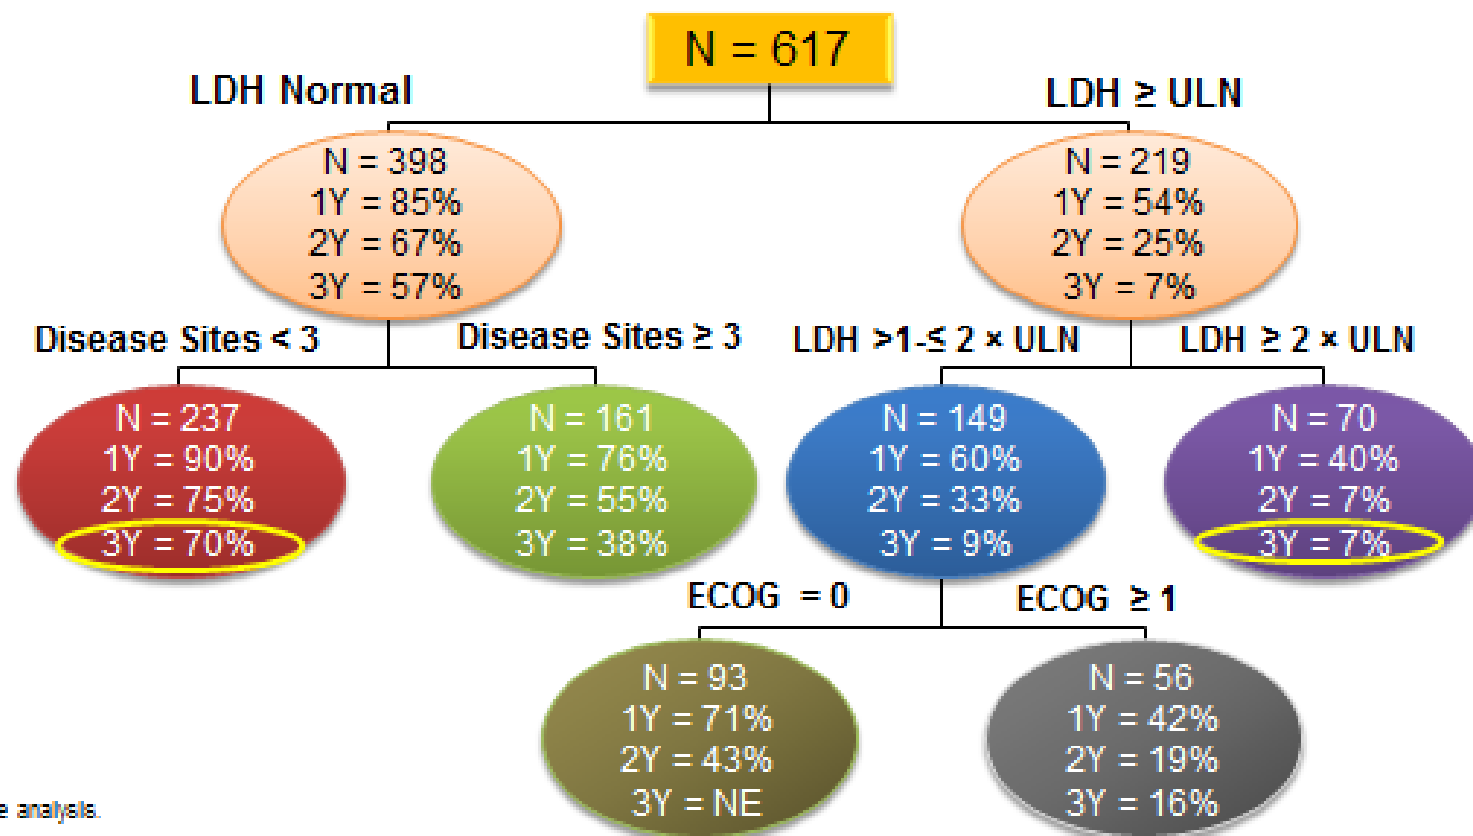 N = 617
LDH Normal
LDH ≥ ULN
N = 398
1Y = 85%
2Y = 67%
3Y = 57%
N = 219
1Y = 54%
2Y = 25%
3Y = 7%
Disease Sites < 3
Disease Sites ≥ 3
LDH >1-≤ 2 × ULN
LDH ≥ 2 × ULN
N = 237
1Y = 90%
2Y = 75%
3Y = 70%
N = 161
1Y = 76%
2Y = 55%
3Y = 38%
N = 149
1Y = 60%
2Y = 33%
3Y = 9%
N = 70
1Y = 40%
2Y = 7%
3Y = 7%
ECOG = 0
ECOG ≥ 1
N = 93
1Y = 71%
2Y = 43%
3Y = NE
N = 56
1Y = 42%
2Y = 19%
3Y = 16%
e analysis.